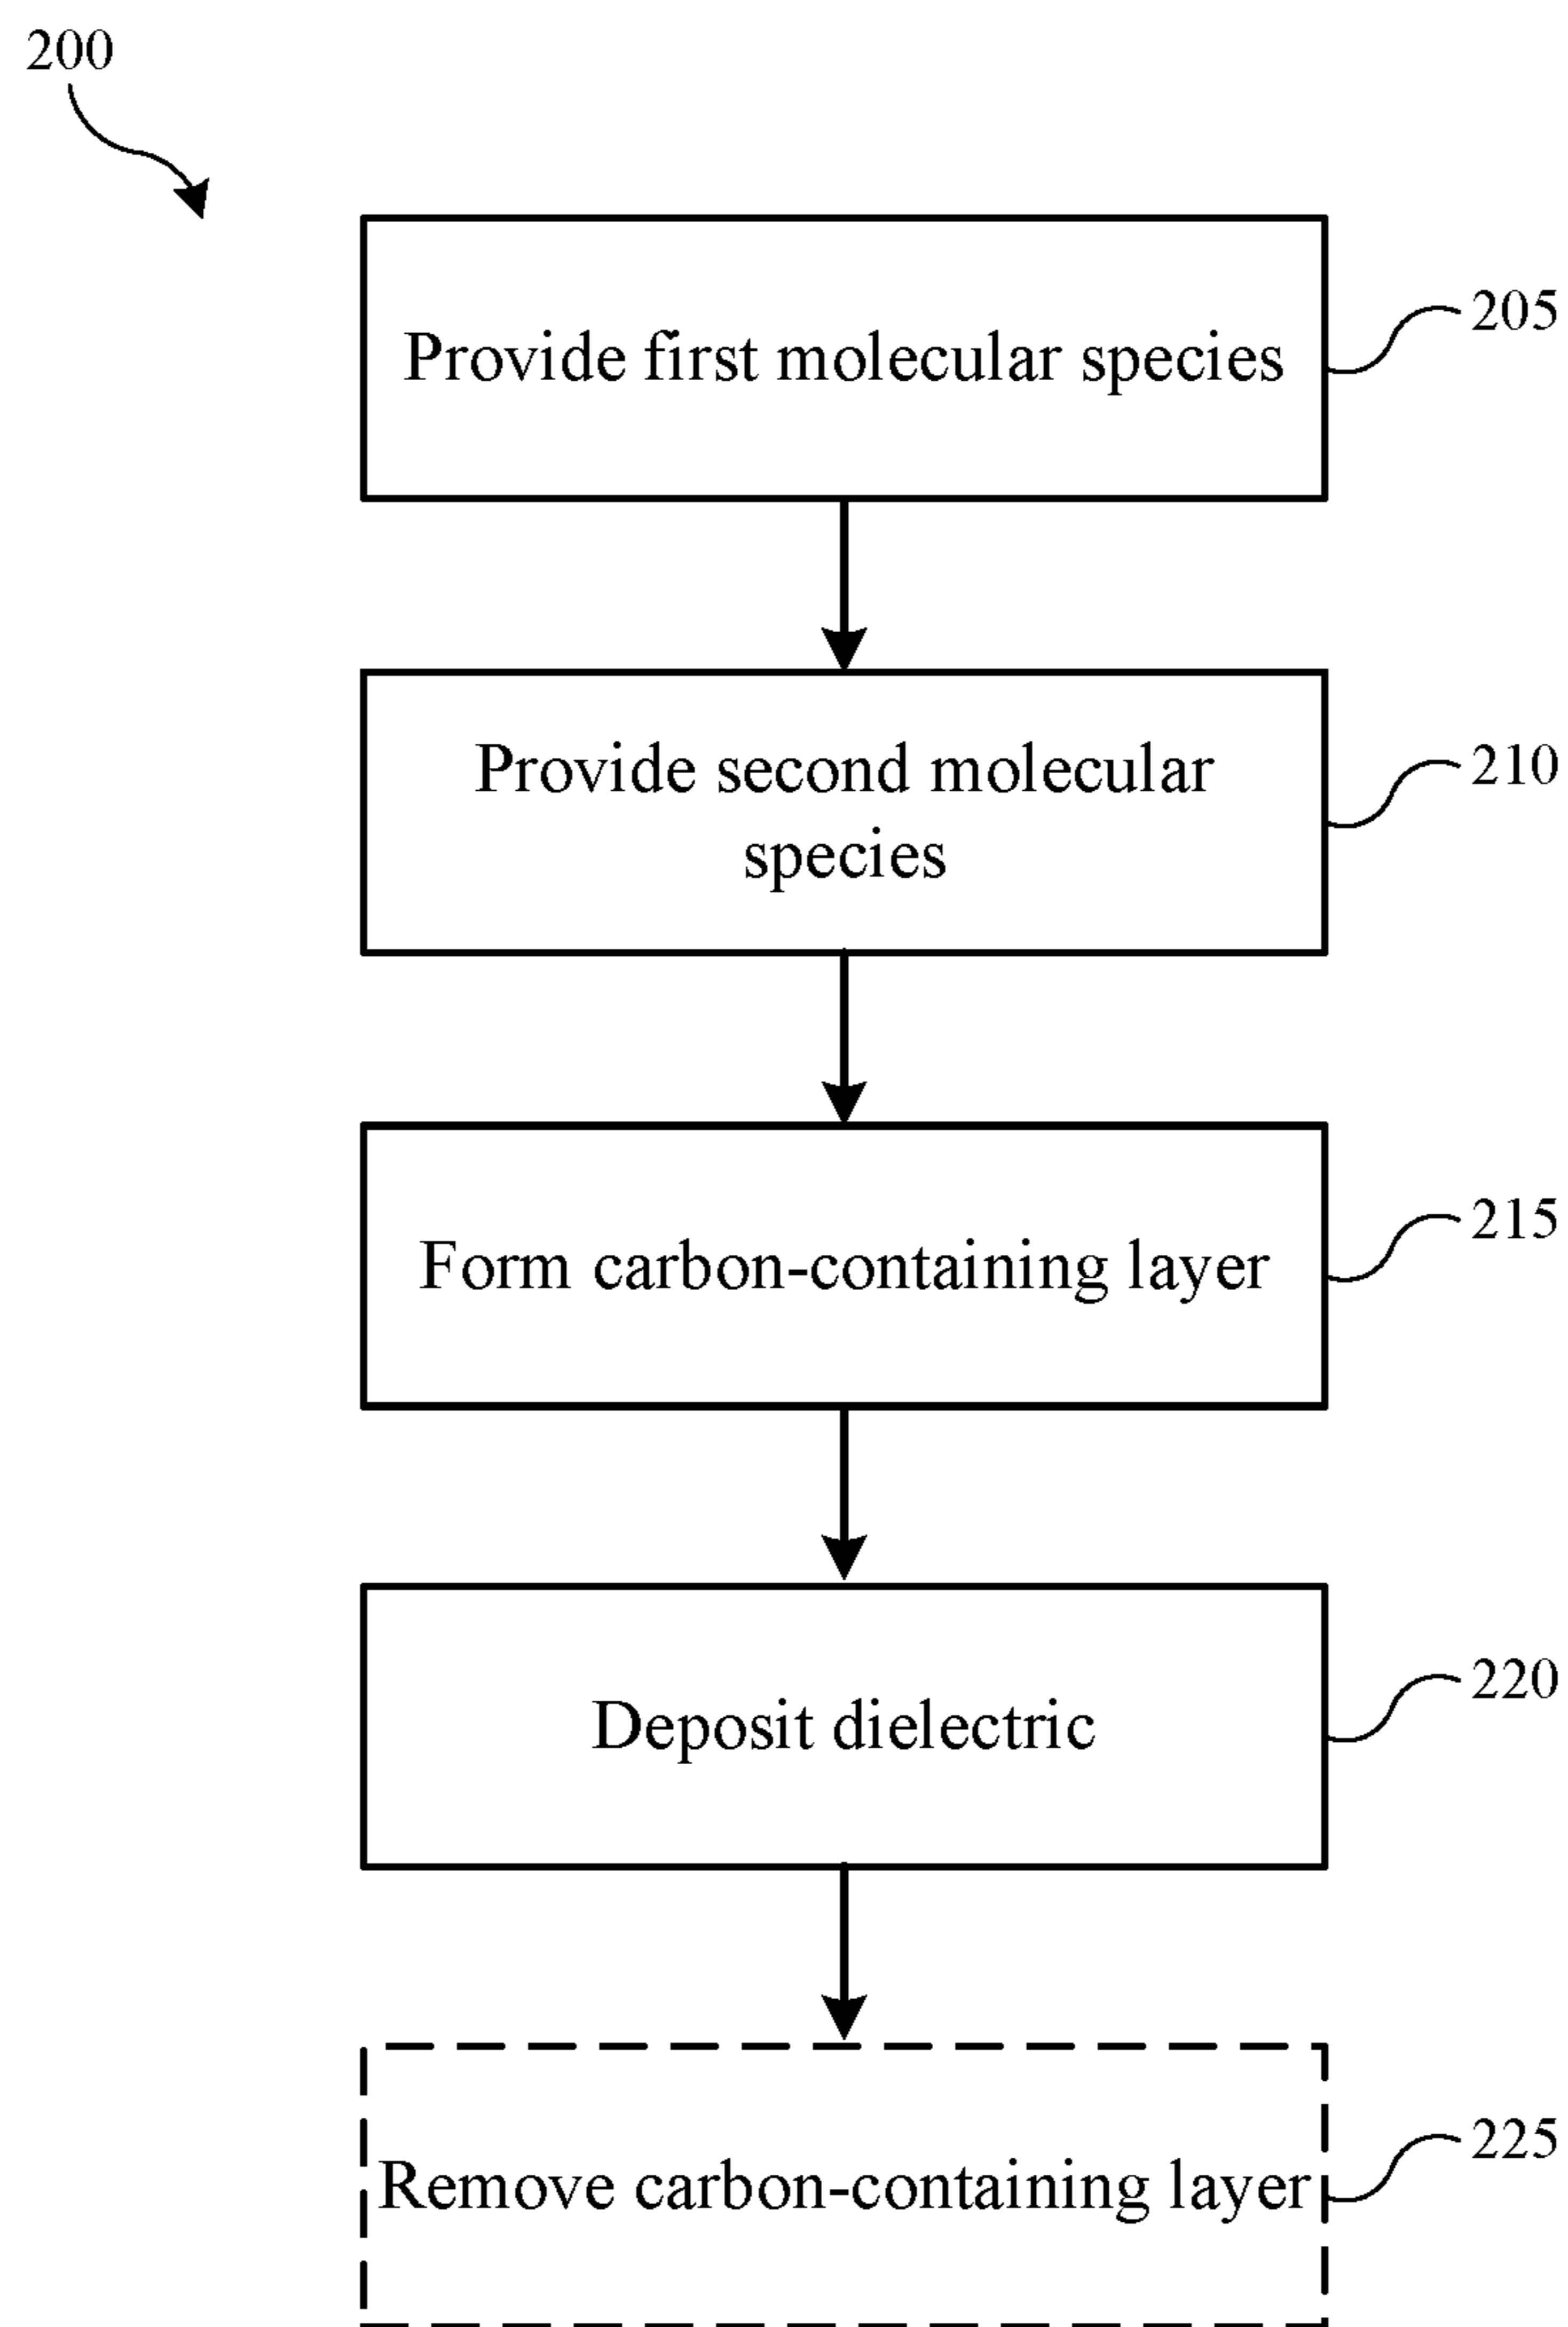 200
Provide first molecular species
205
Provide second molecular
species
210
Form carbon-containing layer
215
Deposit dielectric
220
Remove carbon-containing layer
225